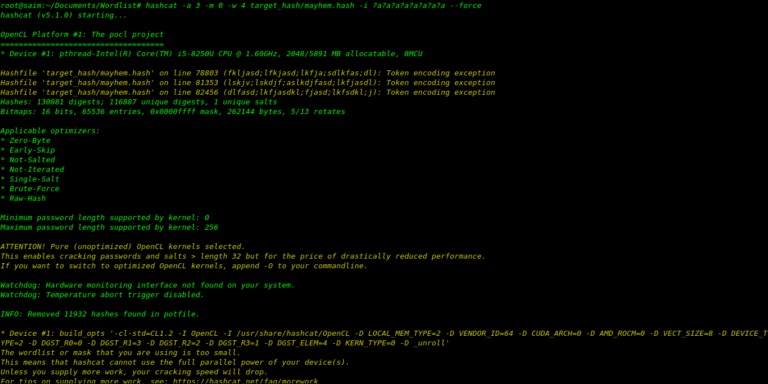 root@saim:~/Documents/Wordlist# hashcat -a 3 -m 0 -w 4 target_hash/mayhem.hash -i ?a?a?a?a?a?a?a?a --force
hashcat (v5.1.0) starting...
OpenCL Platform #1: The pocl project
====================================
* Device #1: pthread-Intel(R) Core(TM) i5-8250U CPU @ 1.60GHz, 2048/5891 MB allocatable, 8MCU
Hashfile 'target_hash/mayhem.hash' on line 78803 (fkljasd;lfkjasd;lkfja;sdlkfas;dl): Token encoding exception
Hashfile 'target_hash/mayhem.hash' on line 81353 (lskjv;lskdjf;aslkdjfasd;lkfjasdl): Token encoding exception
Hashfile 'target_hash/mayhem.hash' on line 82456 (dlfasd;lkfjasdkl;fjasd;lkfsdkl;j): Token encoding exception
Hashes: 130081 digests; 116887 unique digests, 1 unique salts
Bitmaps: 16 bits, 65536 entries, 0x0000ffff mask, 262144 bytes, 5/13 rotates
Applicable optimizers:
* Zero-Byte
* Early-Skip
* Not-Salted
* Not-Iterated
* Single-Salt
* Brute-Force
* Raw-Hash
Minimum password length supported by kernel: 0
Maximum password length supported by kernel: 256
ATTENTION! Pure (unoptimized) OpenCL kernels selected.
This enables cracking passwords and salts > length 32 but for the price of drastically reduced performance.
If you want to switch to optimized OpenCL kernels, append -O to your commandline.
Watchdog: Hardware monitoring interface not found on your system.
Watchdog: Temperature abort trigger disabled.
INFO: Removed 11932 hashes found in potfile.
* Device #1: build_opts '-cl-std=CL1.2 -I OpenCL -I /usr/share/hashcat/OpenCL -D LOCAL_MEM_TYPE=2 -D VENDOR_ID=64 -D CUDA_ARCH=0 -D AMD_ROCM=0 -D VECT_SIZE=8 -D DEVICE_T
YPE=2 -D DGST_R0=0 -D DGST_R1=3 -D DGST_R2=2 -D DGST_R3=1 -D DGST_ELEM=4 -D KERN_TYPE=0 -D _unroll'
The wordlist or mask that you are using is too small.
This means that hashcat cannot use the full parallel power of your device(s).
Unless you supply more work, your cracking speed will drop.
For tips on supplying more work, see: https://hashcat.net/faq/morework